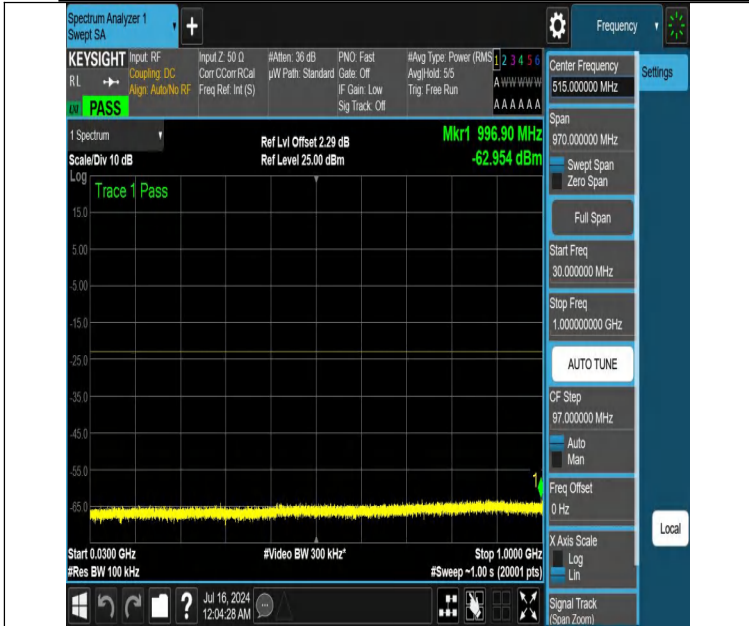 Spectrum Analyzer 1
Swept SA
Frequency
KEYSIGHT
RL
LXI
PASS
Input: RF
Coupling: DC
Align: Auto/No RF
Input Z: 50 Ω
Corr CCorr RCal
Freq Ref: Int (S)
#Atten: 36 dB
µW Path: Standard
PNO: Fast
Gate: Off
IF Gain: Low
Sig Track: Off
#Avg Type: Power (RMS
Avg|Hold: 5/5
Trig: Free Run
1 2 3 4 5 6
A W W W W W
A A A A A A
1 Spectrum
Scale/Div 10 dB
Ref Lvl Offset 2.29 dB
Ref Level 25.00 dBm
Mkr1 996.90 MHz
-62.954 dBm
Log
Trace 1 Pass
15.0
5.00
-5.00
-15.0
-25.0
-35.0
-45.0
-55.0
-65.0
1
Start 0.0300 GHz
#Res BW 100 kHz
#Video BW 300 kHz*
Stop 1.0000 GHz
#Sweep ~1.00 s (20001 pts)
?
Jul 16, 2024
12:04:28 AM
Center Frequency
515.000000 MHz
Span
970.000000 MHz
Swept Span
Zero Span
Full Span
Start Freq
30.000000 MHz
Stop Freq
1.000000000 GHz
AUTO TUNE
CF Step
97.000000 MHz
Auto
Man
Freq Offset
0 Hz
X Axis Scale
Log
Lin
Signal Track
(Span Zoom)
Settings
Local